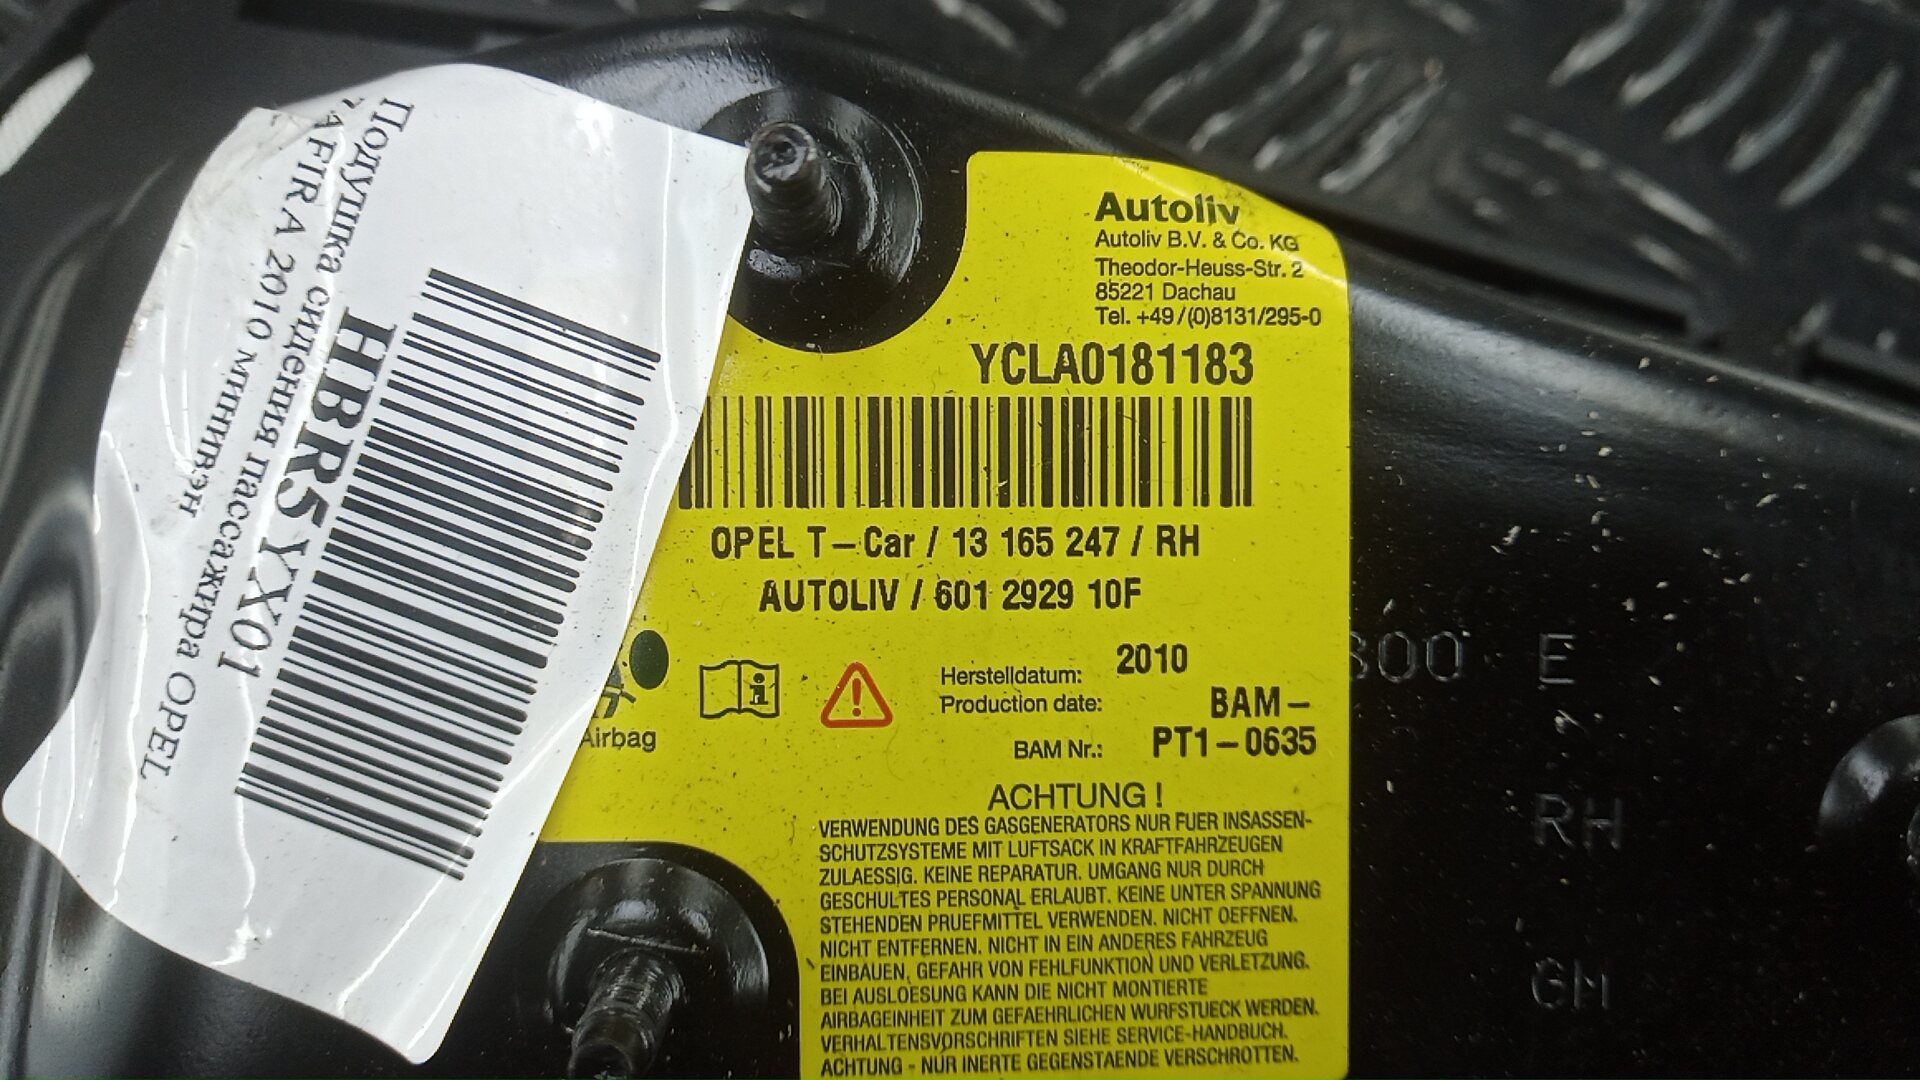 Подушка сидения пассажира OPEL
ZAFIRA 2010 минивэн
HBR5YX01
Autoliv
Autoliv B.V. & Co. KG
Theodor-Heuss-Str. 2
85221 Dachau
Tel. +49/(0)8131/295-0
YCLA0181183
OPEL T-Car / 13 165 247 / RH
AUTOLIV / 601 2929 10F
Airbag
Herstelldatum: 2010
Production date:
BAM Nr.: BAM-
PT1-0635
ACHTUNG !
VERWENDUNG DES GASGENERATORS NUR FUER INSASSEN-
SCHUTZSYSTEME MIT LUFTSACK IN KRAFTFAHRZEUGEN
ZULAESSIG. KEINE REPARATUR. UMGANG NUR DURCH
GESCHULTES PERSONAL ERLAUBT. KEINE UNTER SPANNUNG
STEHENDEN PRUEFMITTEL VERWENDEN. NICHT OEFFNEN.
NICHT ENTFERNEN. NICHT IN EIN ANDERES FAHRZEUG
EINBAUEN, GEFAHR VON FEHLFUNKTION UND VERLETZUNG.
BEI AUSLOESUNG KANN DIE NICHT MONTIERTE
AIRBAGEINHEIT ZUM GEFAEHRLICHEN WURFSTUECK WERDEN.
VERHALTENSVORSCHRIFTEN SIEHE SERVICE-HANDBUCH.
ACHTUNG - NUR INERTE GEGENSTAENDE VERSCHROTTEN.
E
RH
GM